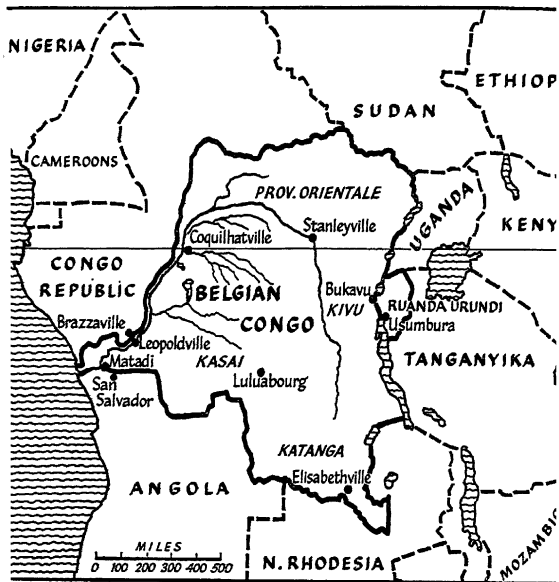 NIGERIA
ETHIOP
SUDAN
CAMEROONS
PROV. ORIENTALE
UGANDA
KENY
Stanleyville
Coquilhatville
CONGO
REPUBLIC
BELGIAN
CONGO
Bukavu
KIVU
RUANDA URUNDI
Usumbura
Brazzaville
Leopoldville
Matadi
KASAI
TANGANYIKA
San
Salvador
Luluabourg
KATANGA
Elisabethville
ANGOLA
MILES
0 100 200 300 400 500
N. RHODESIA
MOZAMBIQ